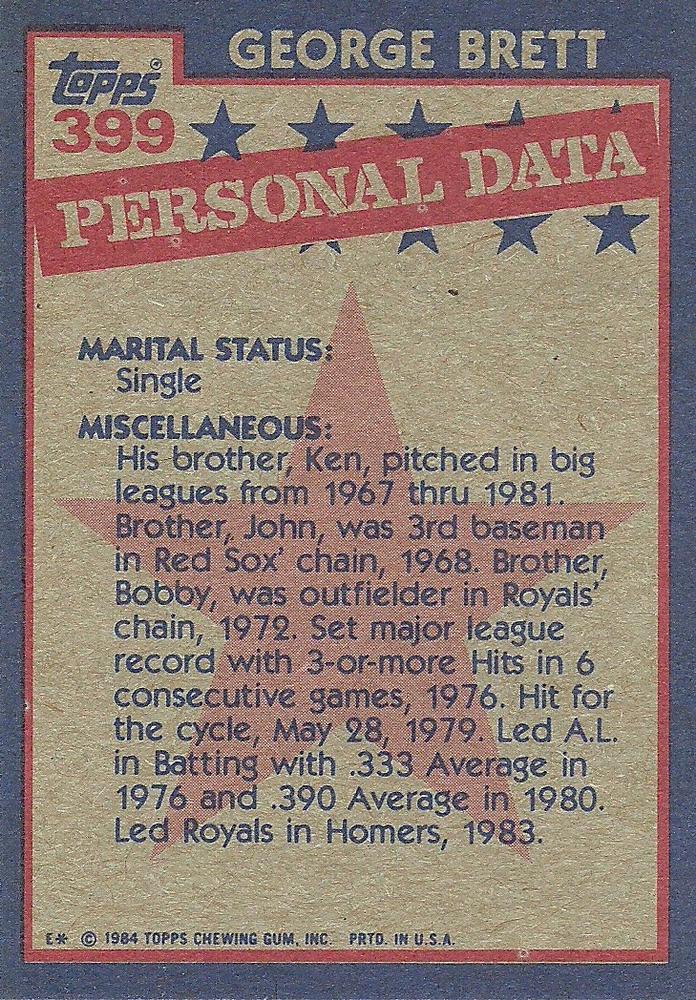 GEORGE BRETT
Topps®
399
PERSONAL DATA
MARITAL STATUS:
Single
MISCELLANEOUS:
His brother, Ken, pitched in big
leagues from 1967 thru 1981.
Brother, John, was 3rd baseman
in Red Sox' chain, 1968. Brother,
Bobby, was outfielder in Royals'
chain, 1972. Set major league
record with 3-or-more Hits in 6
consecutive games, 1976. Hit for
the cycle, May 28, 1979. Led A.L.
in Batting with .333 Average in
1976 and .390 Average in 1980.
Led Royals in Homers, 1983.
E* © 1984 TOPPS CHEWING GUM, INC. PRTD. IN U.S.A.